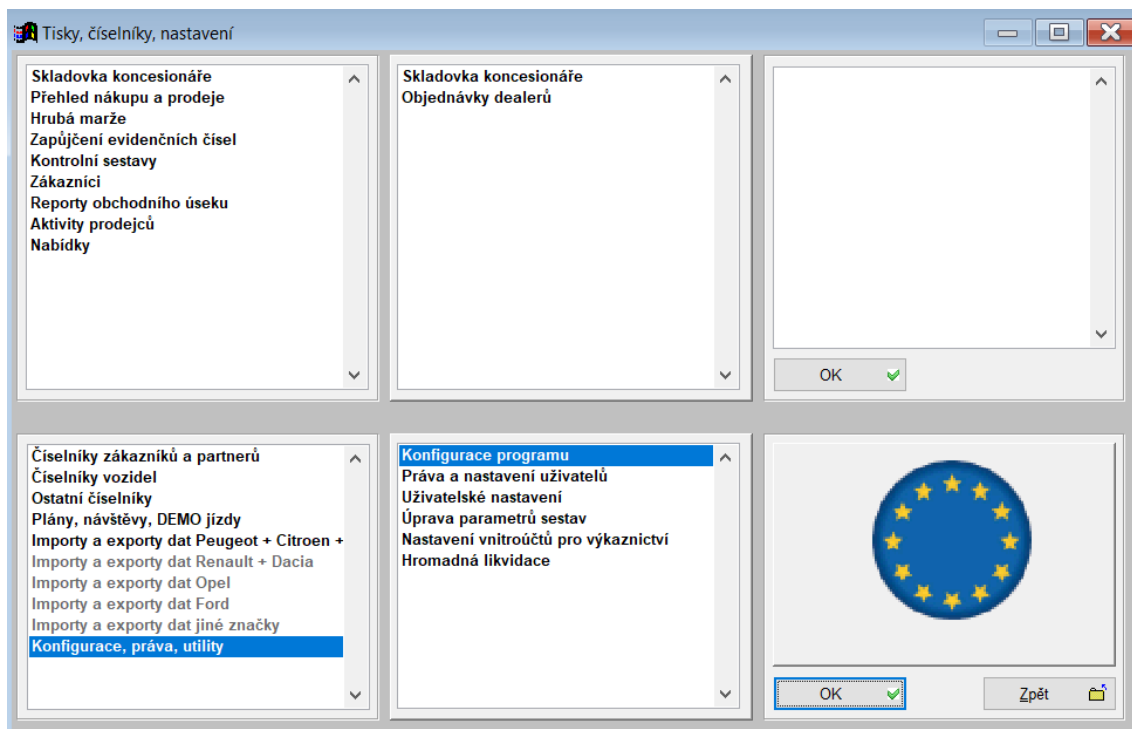 Tisky, číselníky, nastavení
Skladovka koncesionáře
Přehled nákupu a prodeje
Hrubá marže
Zapůjčení evidenčních čísel
Kontrolní sestavy
Zákazníci
Reporty obchodního úseku
Aktivity prodejců
Nabídky
Skladovka koncesionáře
Objednávky dealerů
OK
Číselníky zákazníků a partnerů
Číselníky vozidel
Ostatní číselníky
Plány, návštěvy, DEMO jízdy
Importy a exporty dat Peugeot + Citroen +
Importy a exporty dat Renault + Dacia
Importy a exporty dat Opel
Importy a exporty dat Ford
Importy a exporty dat jiné značky
Konfigurace, práva, utility
Konfigurace programu
Práva a nastavení uživatelů
Uživatelské nastavení
Úprava parametrů sestav
Nastavení vnitroúčtů pro výkaznictví
Hromadná likvidace
OK
Zpět